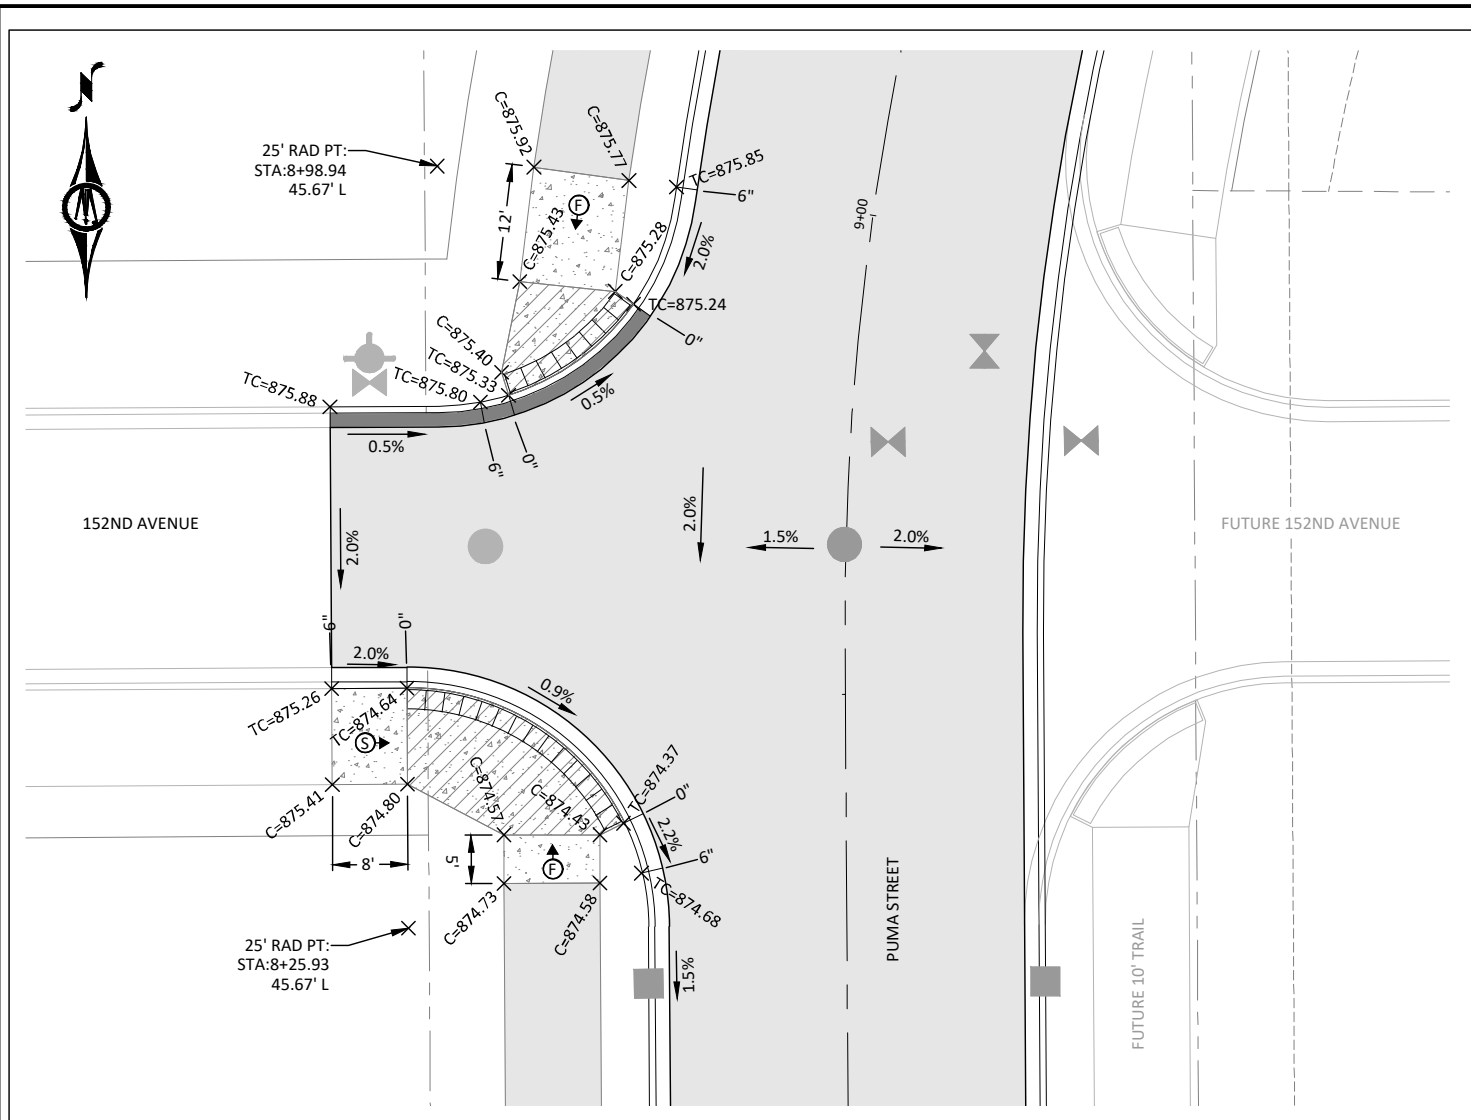 N
25' RAD PT:
STA:8+98.94
45.67' L
C=875.92
C=875.77
TC=875.85
6"
12'
F
C=875.43
C=875.28
2.0%
9+00
TC=875.24
0"
C=875.40
TC=875.33
TC=875.80
TC=875.88
0.5%
0.5%
6"
0"
152ND AVENUE
2.0%
2.0%
1.5%
2.0%
FUTURE 152ND AVENUE
6"
0"
2.0%
0.9%
TC=875.26
TC=874.64
S
C=874.57
C=874.43
TC=874.37
0"
2.2%
6"
C=875.41
C=874.80
8'
5'
F
TC=874.68
C=874.73
C=874.58
25' RAD PT:
STA:8+25.93
45.67' L
1.5%
PUMA STREET
FUTURE 10' TRAIL